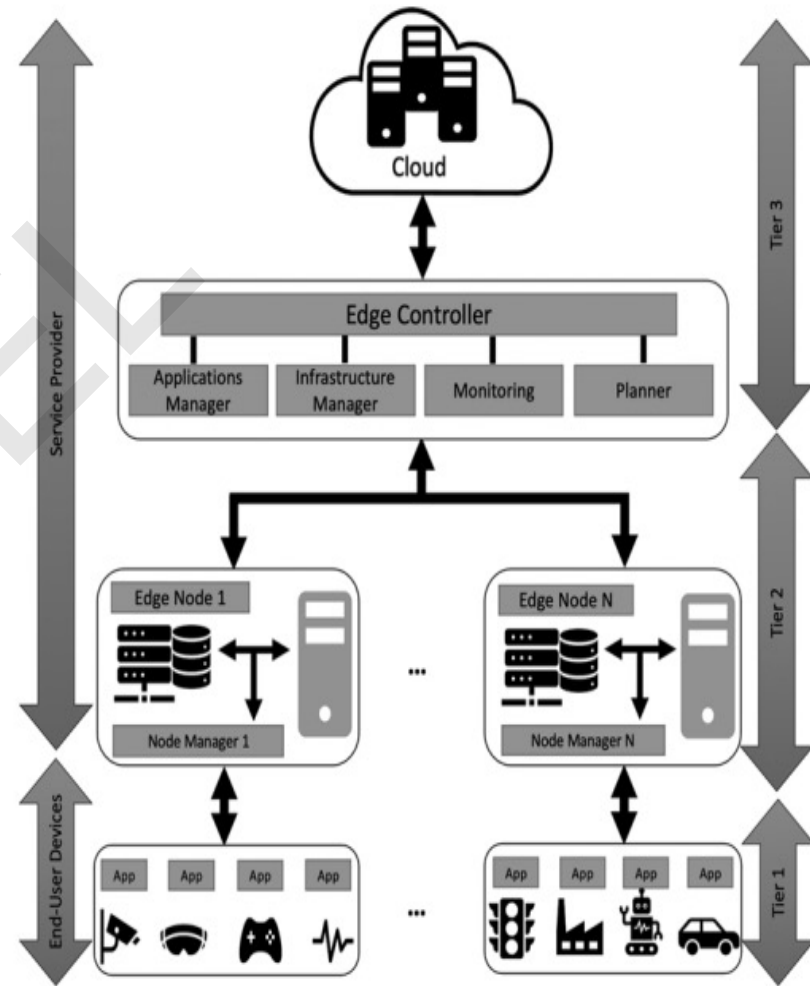 Cloud
Edge Controller
Applications
Manager
Infrastructure
Manager
Monitoring
Planner
Service Provider
Tier 3
Edge Node 1
Node Manager 1
...
Edge Node N
Node Manager N
Tier 2
End-User Devices
App
App
App
App
...
App
App
App
App
Tier 1